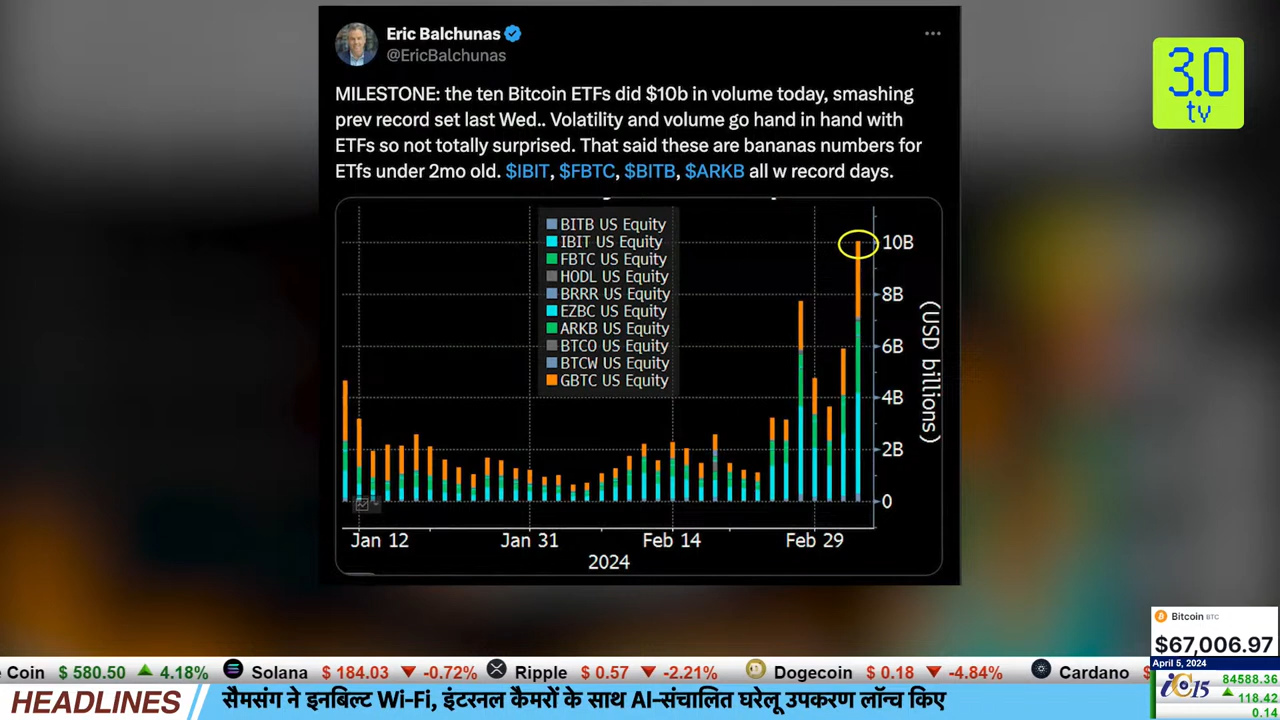 Eric Balchunas
@EricBalchunas
MILESTONE: the ten Bitcoin ETFs did $10b in volume today, smashing
prev record set last Wed.. Volatility and volume go hand in hand with
ETFs so not totally surprised. That said these are bananas numbers for
ETfs under 2mo old. $IBIT, $FBTC, $BITB, $ARKB all w record days.
BITB US Equity
IBIT US Equity
FBTC US Equity
HODL US Equity
BRRR US Equity
EZBC US Equity
ARKB US Equity
BTCO US Equity
BTCW US Equity
GBTC US Equity
10B
8B
6B
4B
2B
0
(USD billions)
Jan 12
Jan 31
Feb 14
Feb 29
2024
3.0
tv
Bitcoin BTC
$67,006.97
April 5, 2024
Coin $ 580.50 4.18%
Solana $ 184.03 -0.72%
Ripple $ 0.57 -2.21%
Dogecoin $ 0.18 -4.84%
Cardano
HEADLINES
सैमसंग ने इनबिल्ट Wi-Fi, इंटरनल कैमरों के साथ AI-संचालित घरेलू उपकरण लॉन्च किए
iC15
84588.36
118.42
0.14